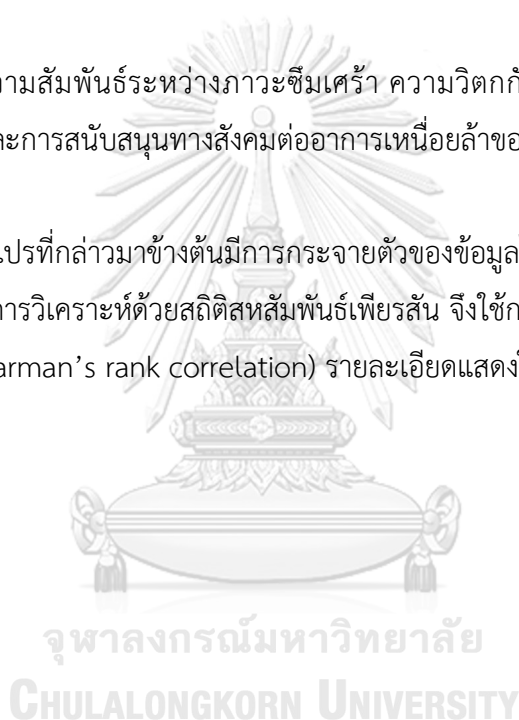 ามสัมพันธ์ระหว่างภาวะซึมเศร้า ความวิตกกั
ละการสนับสนุนทางสังคมต่ออาการเหนื่อยล้าขอ
แปรที่กล่าวมาข้างต้นมีการกระจายตัวของข้อมูล
การวิเคราะห์ด้วยสถิติสหสัมพันธ์เพียรสัน จึงใช้ก
arman’s rank correlation) รายละเอียดแสดงใ
จุฬาลงกรณ์มหาวิทยาลัย
CHULALONGKORN UNIVERSITY